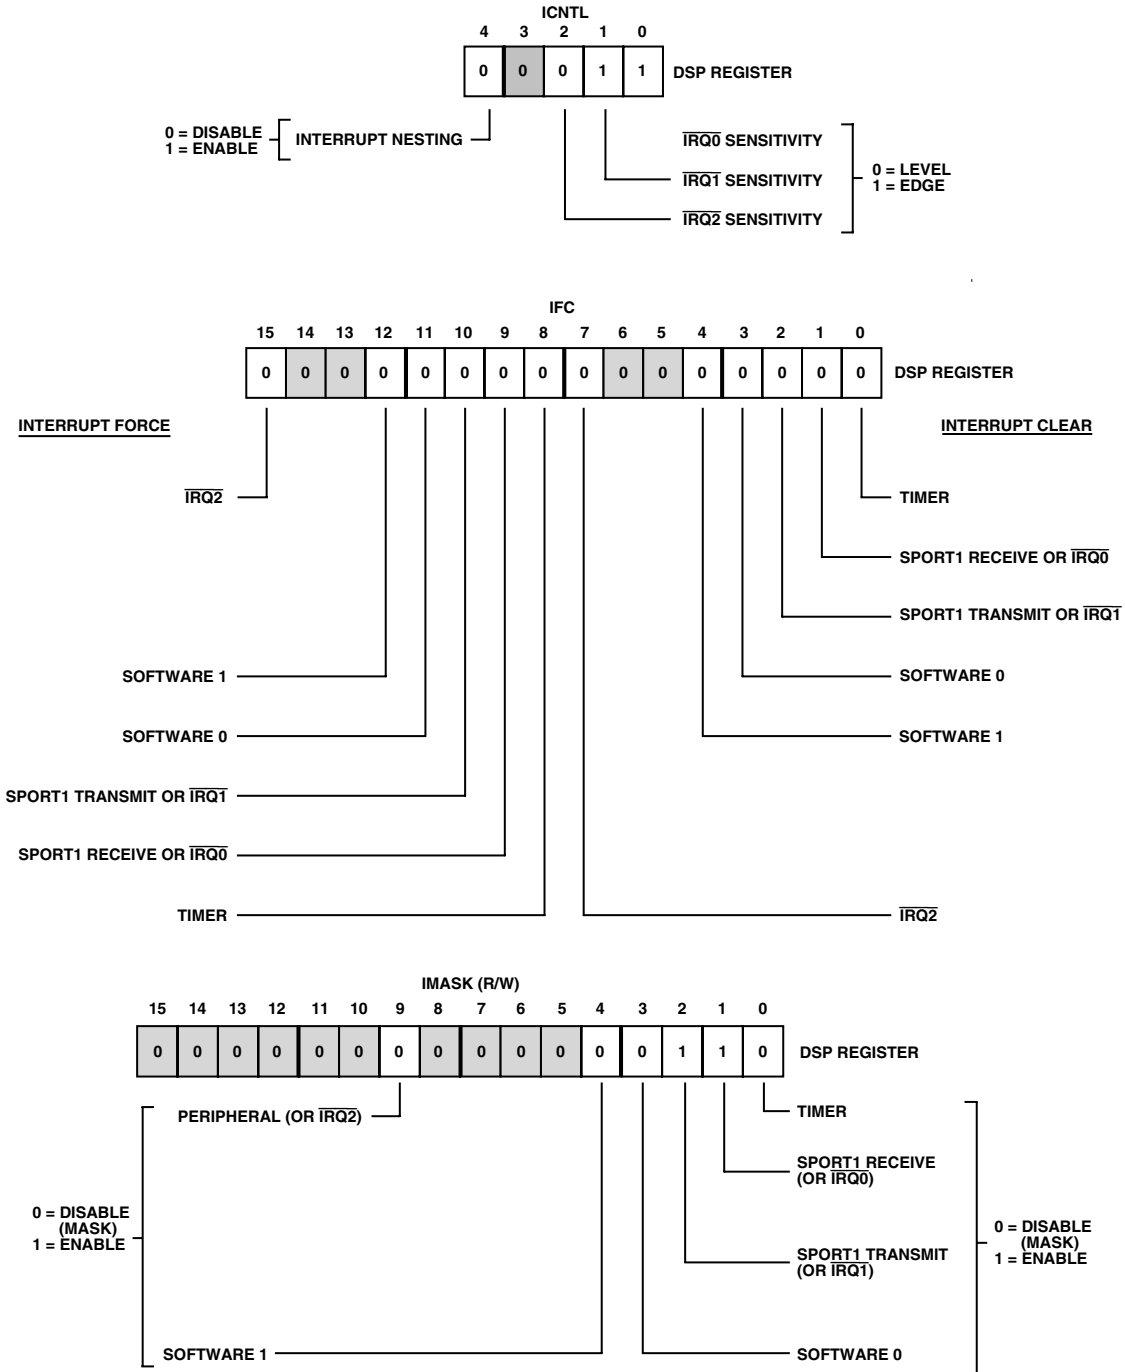 ICNTL
4 3 2 1 0
0 0 0 1 1 DSP REGISTER
0 = DISABLE
1 = ENABLE
INTERRUPT NESTING
IRQ0 SENSITIVITY
IRQ1 SENSITIVITY
IRQ2 SENSITIVITY
0 = LEVEL
1 = EDGE
IFC
15 14 13 12 11 10 9 8 7 6 5 4 3 2 1 0
0 0 0 0 0 0 0 0 0 0 0 0 0 0 0 0 DSP REGISTER
INTERRUPT FORCE
INTERRUPT CLEAR
IRQ2
TIMER
SPORT1 RECEIVE OR IRQ0
SPORT1 TRANSMIT OR IRQ1
SOFTWARE 1
SOFTWARE 0
SOFTWARE 0
SOFTWARE 1
SPORT1 TRANSMIT OR IRQ1
SPORT1 RECEIVE OR IRQ0
TIMER
IRQ2
IMASK (R/W)
15 14 13 12 11 10 9 8 7 6 5 4 3 2 1 0
0 0 0 0 0 0 0 0 0 0 0 0 0 1 1 0 DSP REGISTER
PERIPHERAL (OR IRQ2)
TIMER
SPORT1 RECEIVE
(OR IRQ0)
0 = DISABLE
(MASK)
1 = ENABLE
0 = DISABLE
(MASK)
1 = ENABLE
SPORT1 TRANSMIT
(OR IRQ1)
SOFTWARE 1
SOFTWARE 0